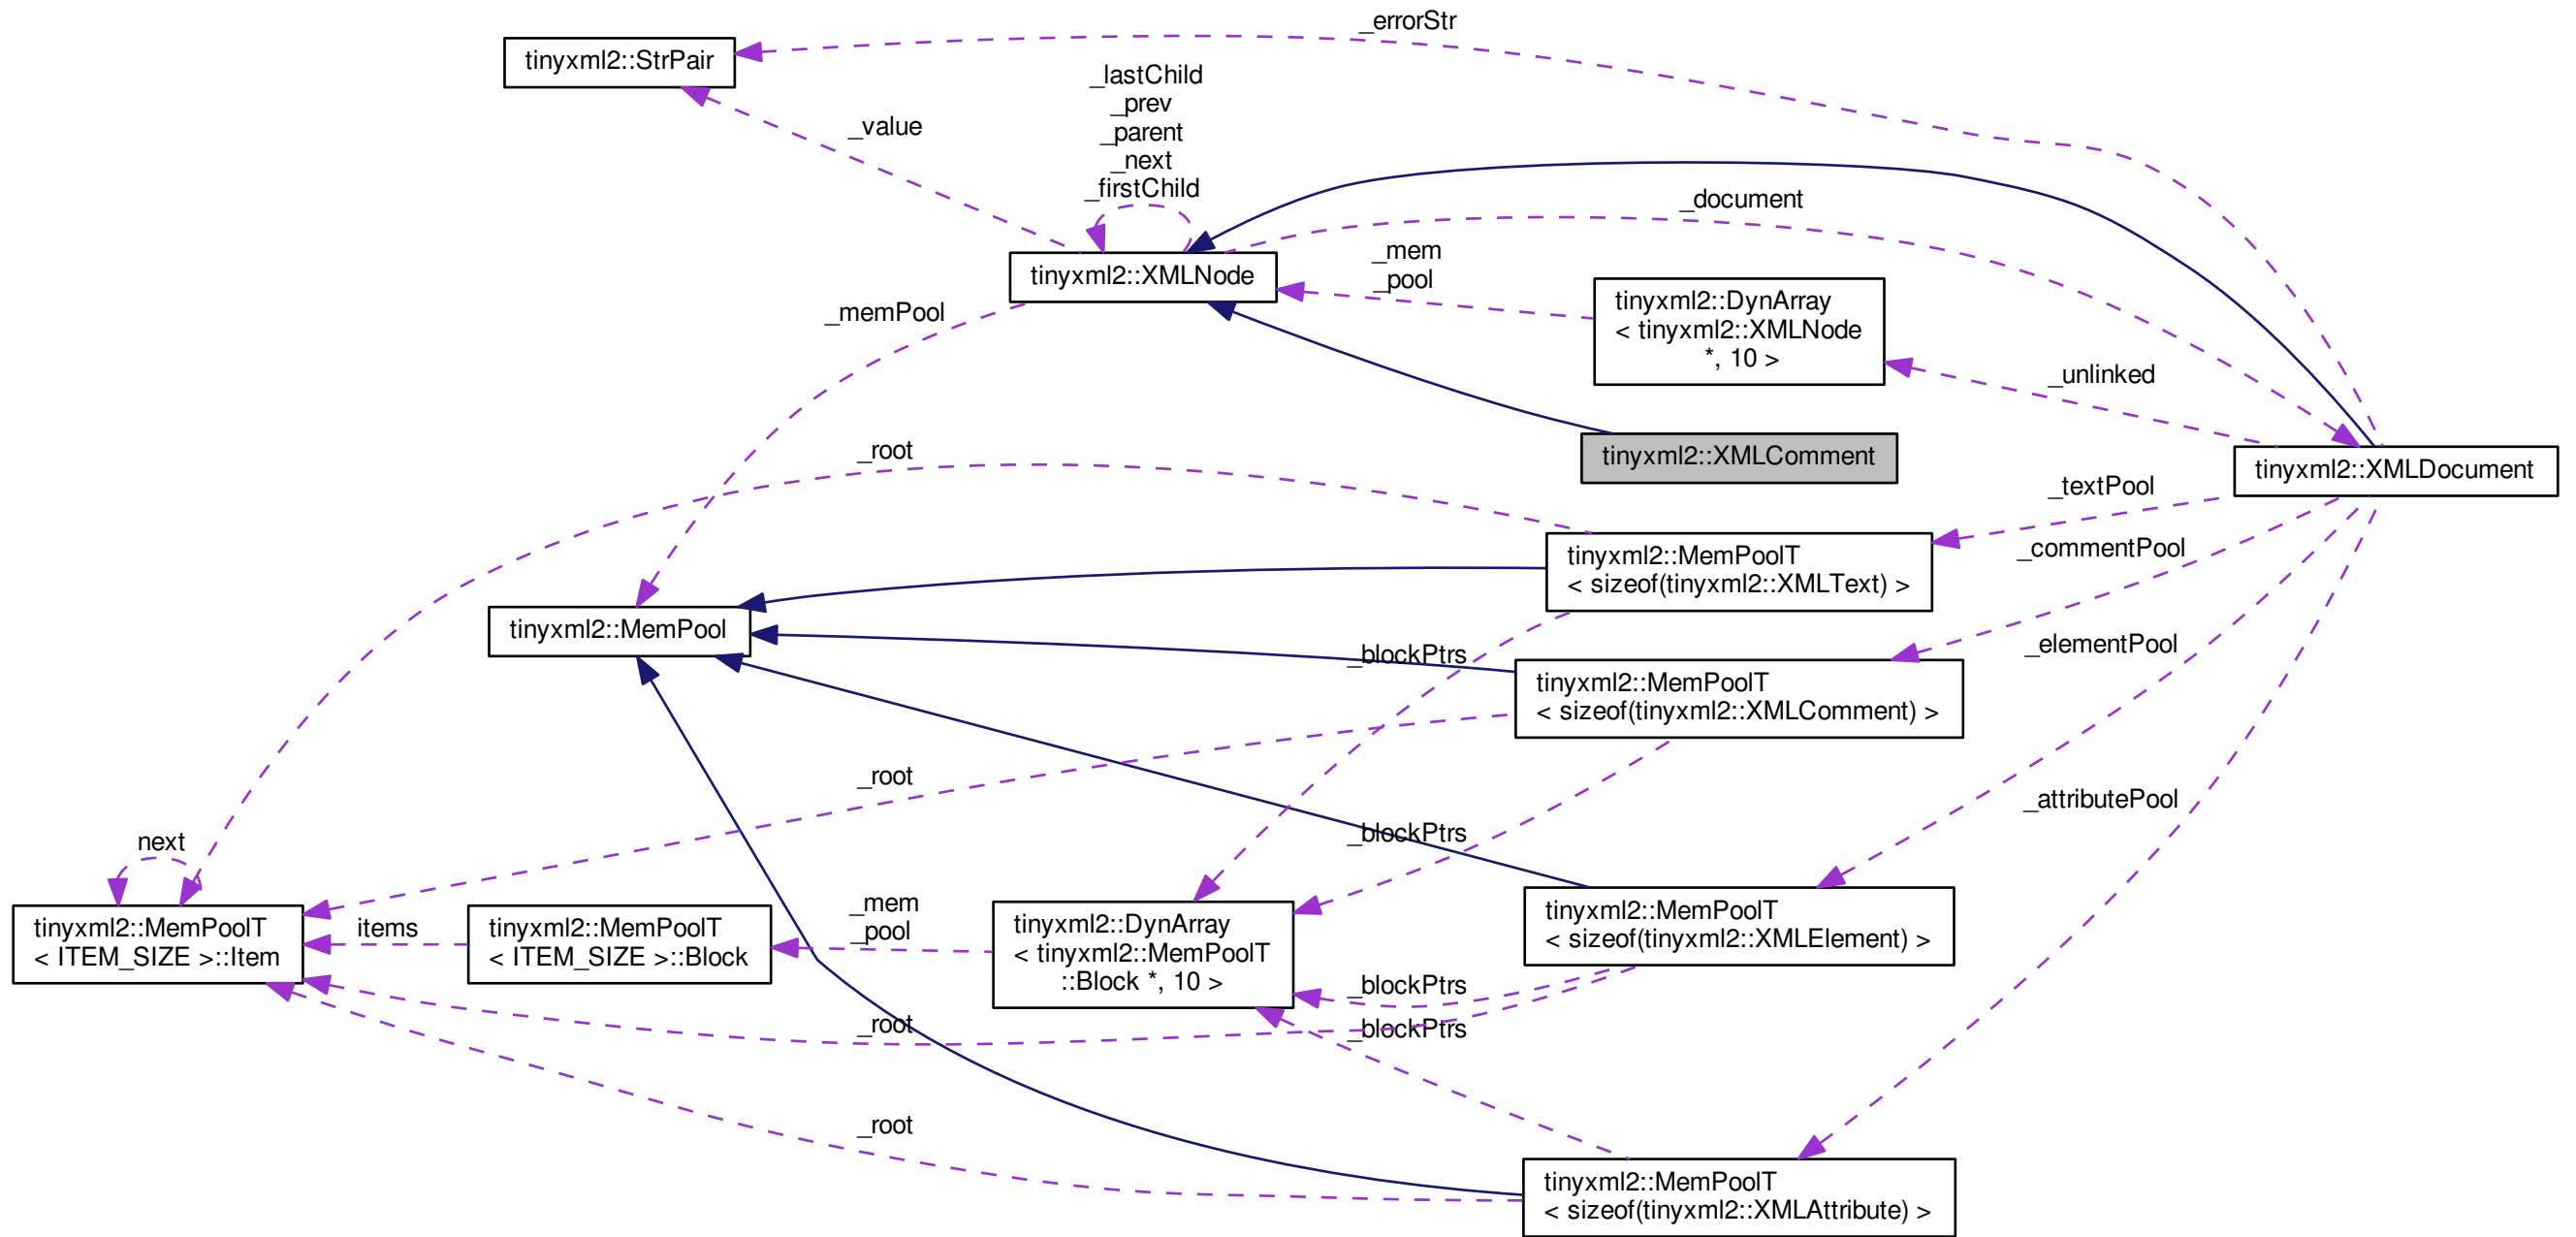 _errorStr
tinyxml2::StrPair
_lastChild
_prev
_parent
_next
_firstChild
_value
_document
tinyxml2::XMLNode
_mem
_pool
tinyxml2::DynArray
< tinyxml2::XMLNode
*, 10 >
_memPool
_unlinked
tinyxml2::XMLComment
tinyxml2::XMLDocument
_root
_textPool
tinyxml2::MemPoolT
< sizeof(tinyxml2::XMLText) >
_commentPool
tinyxml2::MemPool
_blockPtrs
_elementPool
tinyxml2::MemPoolT
< sizeof(tinyxml2::XMLComment) >
_root
_attributePool
next
_blockPtrs
tinyxml2::MemPoolT
< ITEM_SIZE >::Item
items
tinyxml2::MemPoolT
< ITEM_SIZE >::Block
_mem
_pool
tinyxml2::DynArray
< tinyxml2::MemPoolT
::Block *, 10 >
tinyxml2::MemPoolT
< sizeof(tinyxml2::XMLElement) >
_blockPtrs
_root
_blockPtrs
_root
tinyxml2::MemPoolT
< sizeof(tinyxml2::XMLAttribute) >